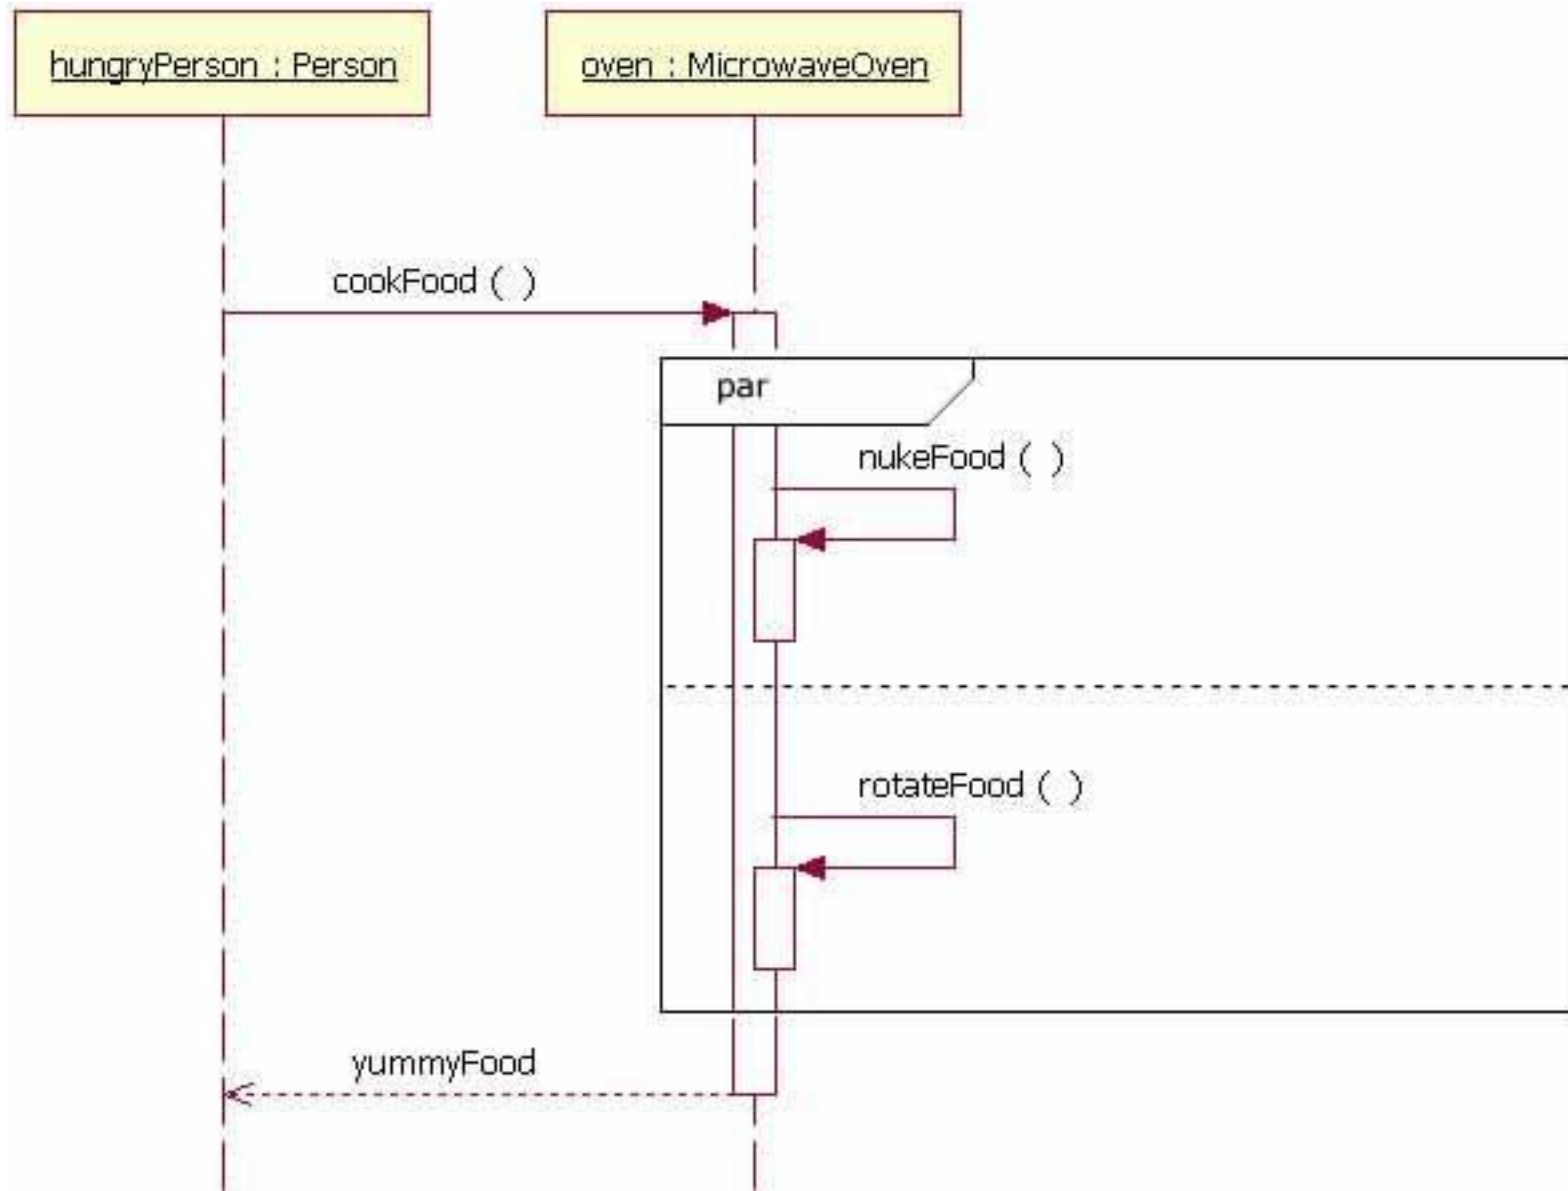 hungryPerson : Person
oven : MicrowaveOven
cookFood ( )
par
nukeFood ( )
rotateFood ( )
yummyFood